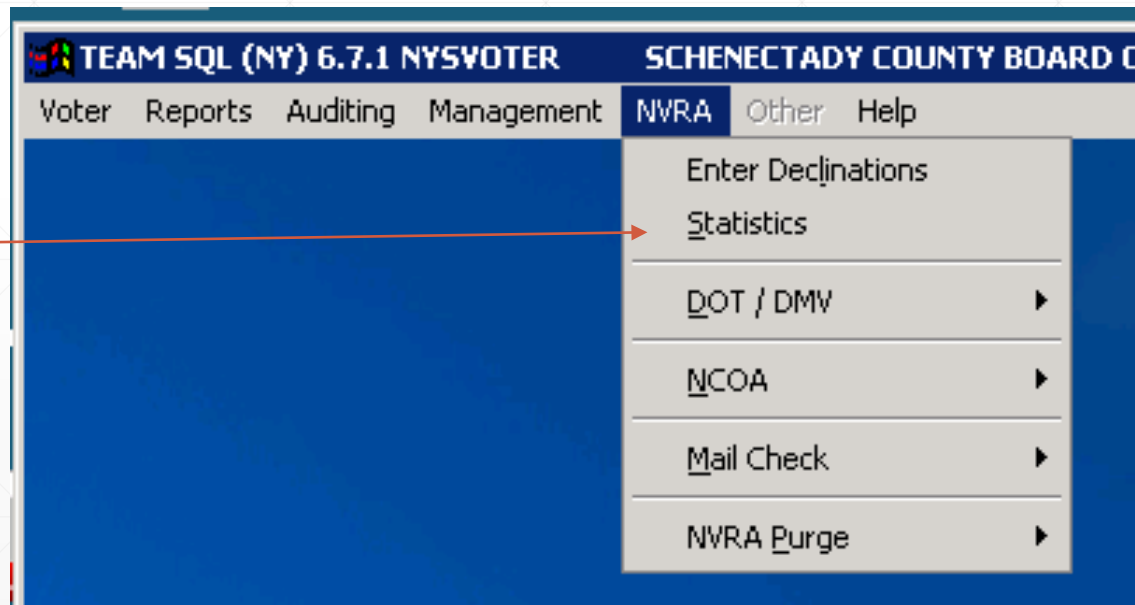 TEAM SQL (NY) 6.7.1 NYSVOTER SCHENECTADY COUNTY BOARD
Voter Reports Auditing Management NVRA Other Help
Enter Declinations
Statistics
DOT / DMV
NCOA
Mail Check
NVRA Purge